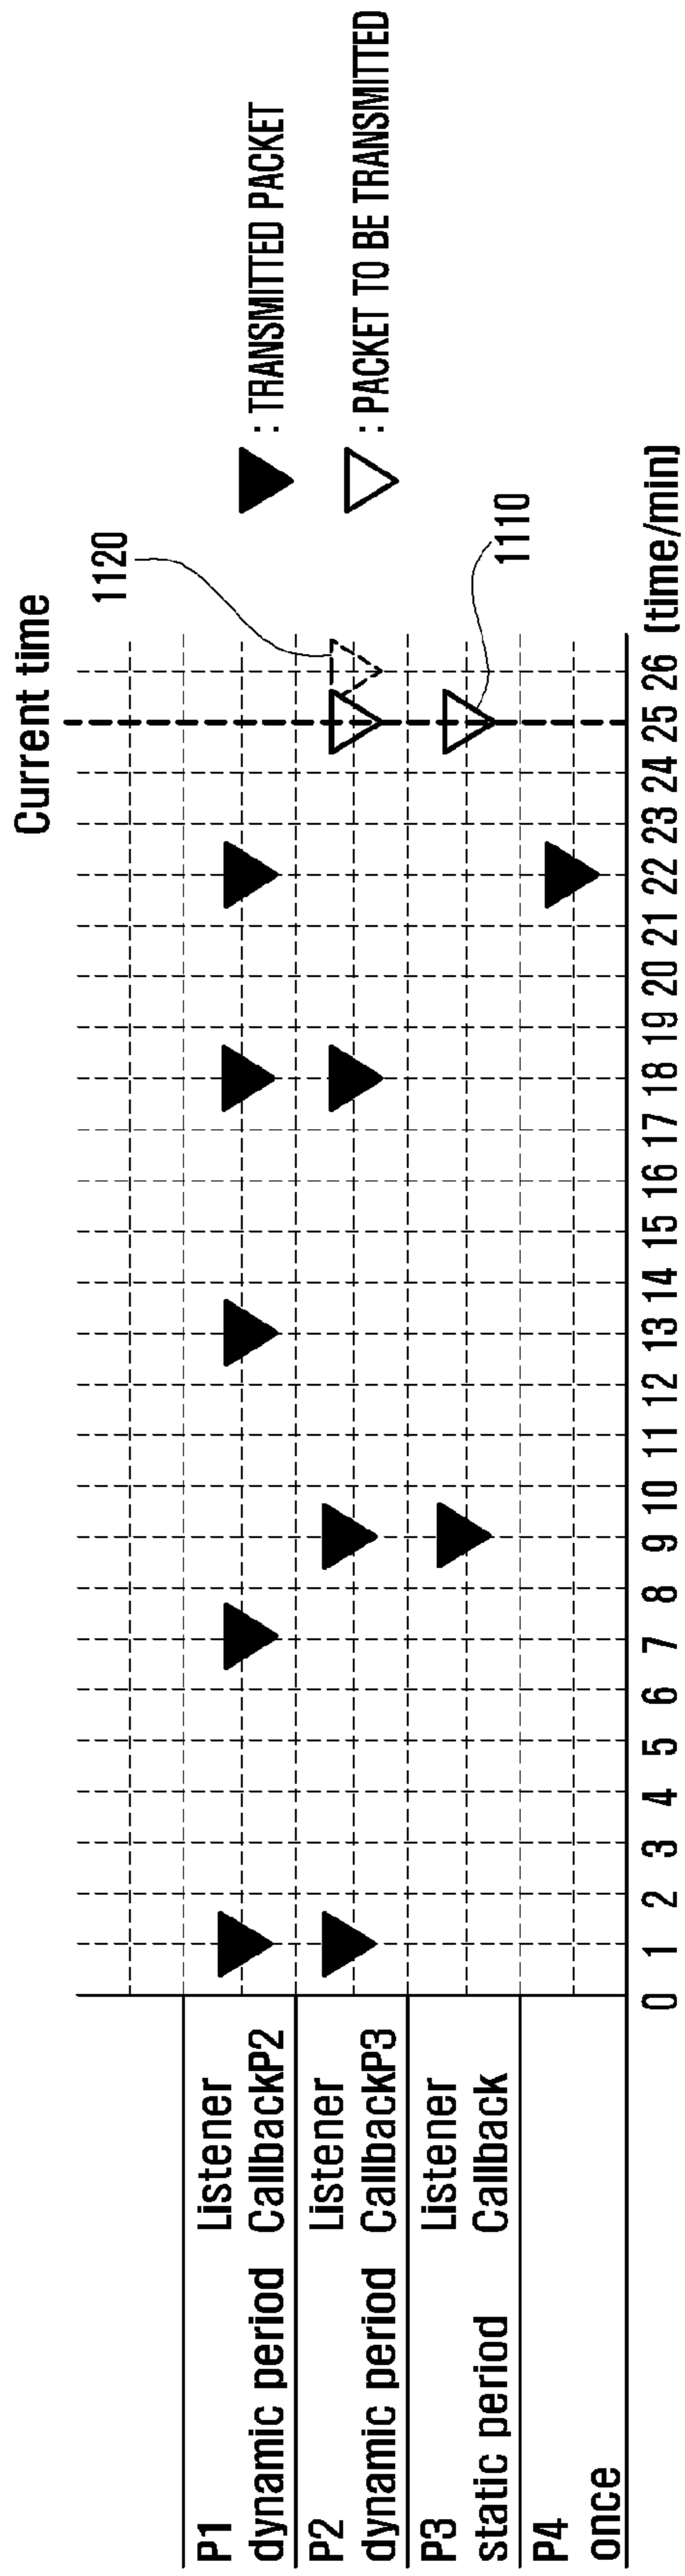 Current time
1120
: TRANSMITTED PACKET
: PACKET TO BE TRANSMITTED
1110
P1 Listener
dynamic period CallbackP2
P2 Listener
dynamic period CallbackP3
P3 Listener
static period Callback
P4
once
0 1 2 3 4 5 6 7 8 9 10 11 12 13 14 15 16 17 18 19 20 21 22 23 24 25 26 (time/min)